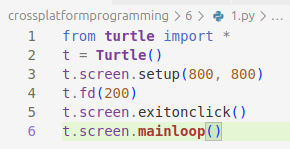 crossplatformprogramming > 6 > 1.py > ...
1 from turtle import *
2 t = Turtle()
3 t.screen.setup(800, 800)
4 t.fd(200)
5 t.screen.exitonclick()
6 t.screen.mainloop()